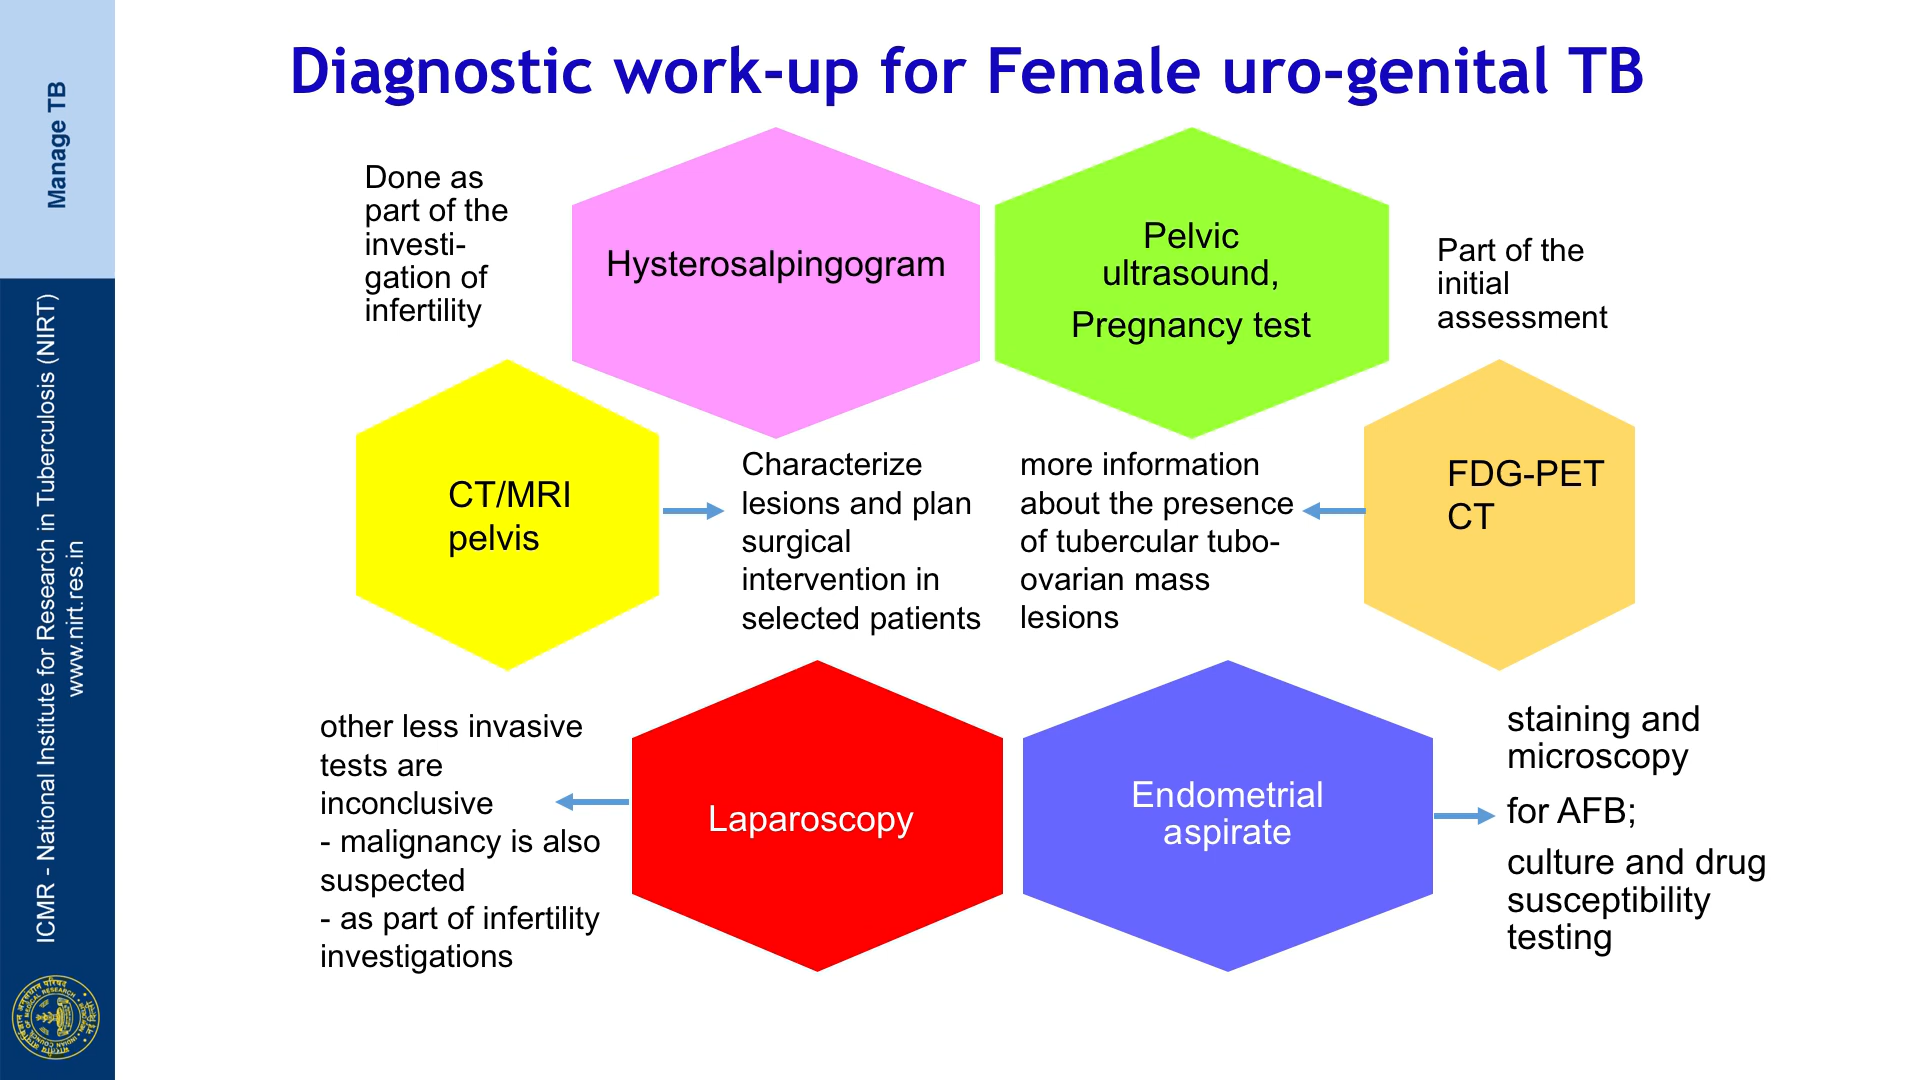 Diagnostic work-up for Female uro-genital TB
Manage TB
ICMR - National Institute for Research in Tuberculosis (NIRT)
www.nirt.res.in
Done as
part of the
investi-
gation of
infertility
Hysterosalpingogram
Pelvic
ultrasound,
Pregnancy test
Part of the
initial
assessment
CT/MRI
pelvis
Characterize
lesions and plan
surgical
intervention in
selected patients
more information
about the presence
of tubercular tubo-
ovarian mass
lesions
FDG-PET
CT
other less invasive
tests are
inconclusive
- malignancy is also
suspected
- as part of infertility
investigations
Laparoscopy
Endometrial
aspirate
staining and
microscopy
for AFB;
culture and drug
susceptibility
testing